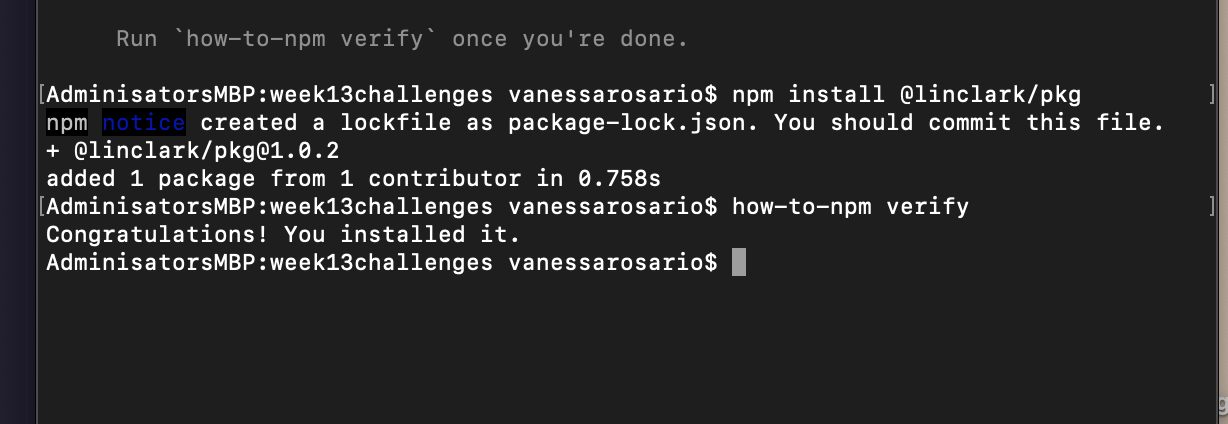 Run `how-to-npm verify` once you're done.
[AdminisatorsMBP:week13challenges vanessarosario$ npm install @linclark/pkg ]
npm notice created a lockfile as package-lock.json. You should commit this file.
+ @linclark/pkg@1.0.2
added 1 package from 1 contributor in 0.758s
[AdminisatorsMBP:week13challenges vanessarosario$ how-to-npm verify ]
Congratulations! You installed it.
AdminisatorsMBP:week13challenges vanessarosario$